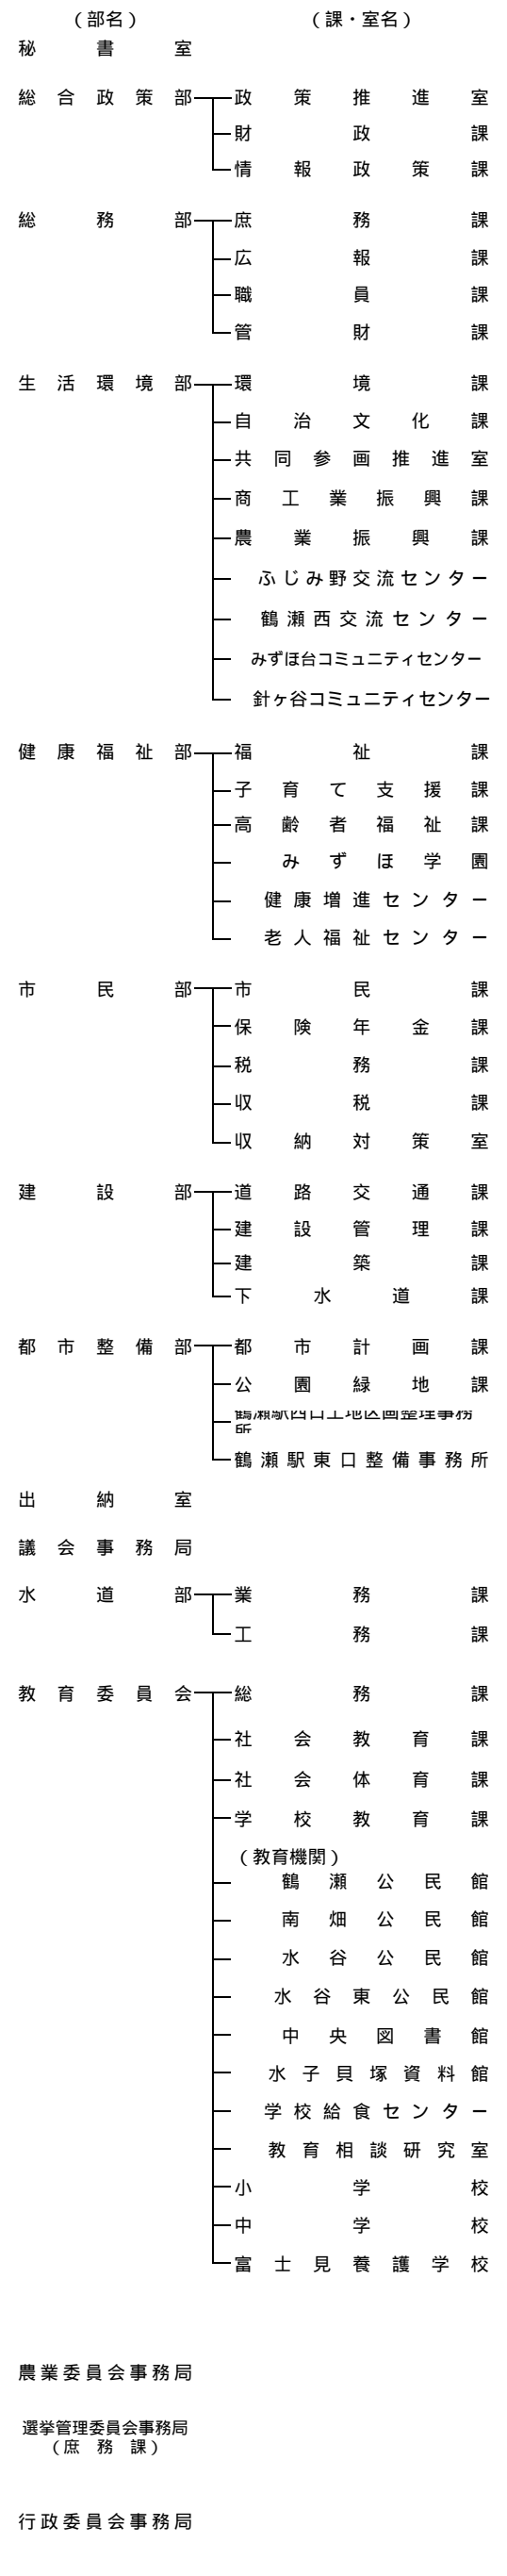 （部名）　（課・室名）
秘書室
総合政策部　政策推進室
財政課
情報政策課
総務部　庶務課
広報課
職員課
管財課
生活環境部　環境課
自治文化課
共同参画推進室
商工業振興課
農業振興課
ふじみ野交流センター
鶴瀬西交流センター
みずほ台コミュニティセンター
針ヶ谷コミュニティセンター
健康福祉部　福祉課
子育て支援課
高齢者福祉課
みずほ学園
健康増進センター
老人福祉センター
市民部　市民課
保険年金課
税務課
収税課
収納対策室
建設部　道路交通課
建設管理課
建築課
下水道課
都市整備部　都市計画課
公園緑地課
鶴瀬駅西口土地区画整理事務
所
鶴瀬駅東口整備事務所
出納室
議会事務局
水道部　業務課
工務課
教育委員会　総務課
社会教育課
社会体育課
学校教育課
（教育機関）
鶴瀬公民館
南畑公民館
水谷公民館
水谷東公民館
中央図書館
水子貝塚資料館
学校給食センター
教育相談研究室
小学校
中学校
富士見養護学校
農業委員会事務局
選挙管理委員会事務局
（庶務課）
行政委員会事務局